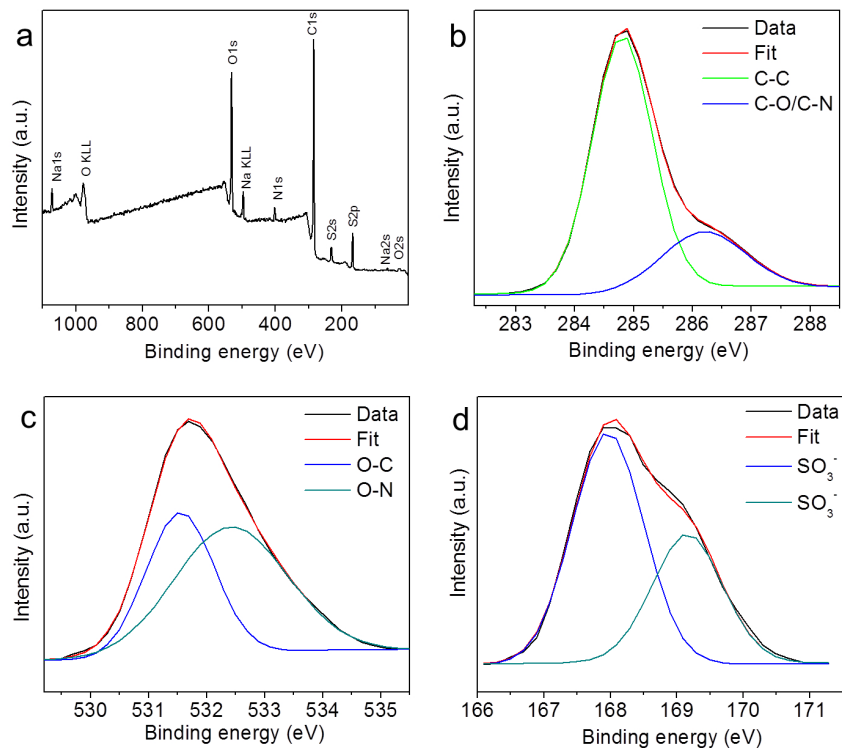 a
Intensity (a.u.)
Na1s
O KLL
O1s
Na KLL
N1s
C1s
S2s
S2p
Na2s
O2s
1000 800 600 400 200
Binding energy (eV)
b
Intensity (a.u.)
Data
Fit
C-C
C-O/C-N
283 284 285 286 287 288
Binding energy (eV)
c
Intensity (a.u.)
Data
Fit
O-C
O-N
530 531 532 533 534 535
Binding energy (eV)
d
Intensity (a.u.)
Data
Fit
SO₃⁻
SO₃⁻
166 167 168 169 170 171
Binding energy (eV)